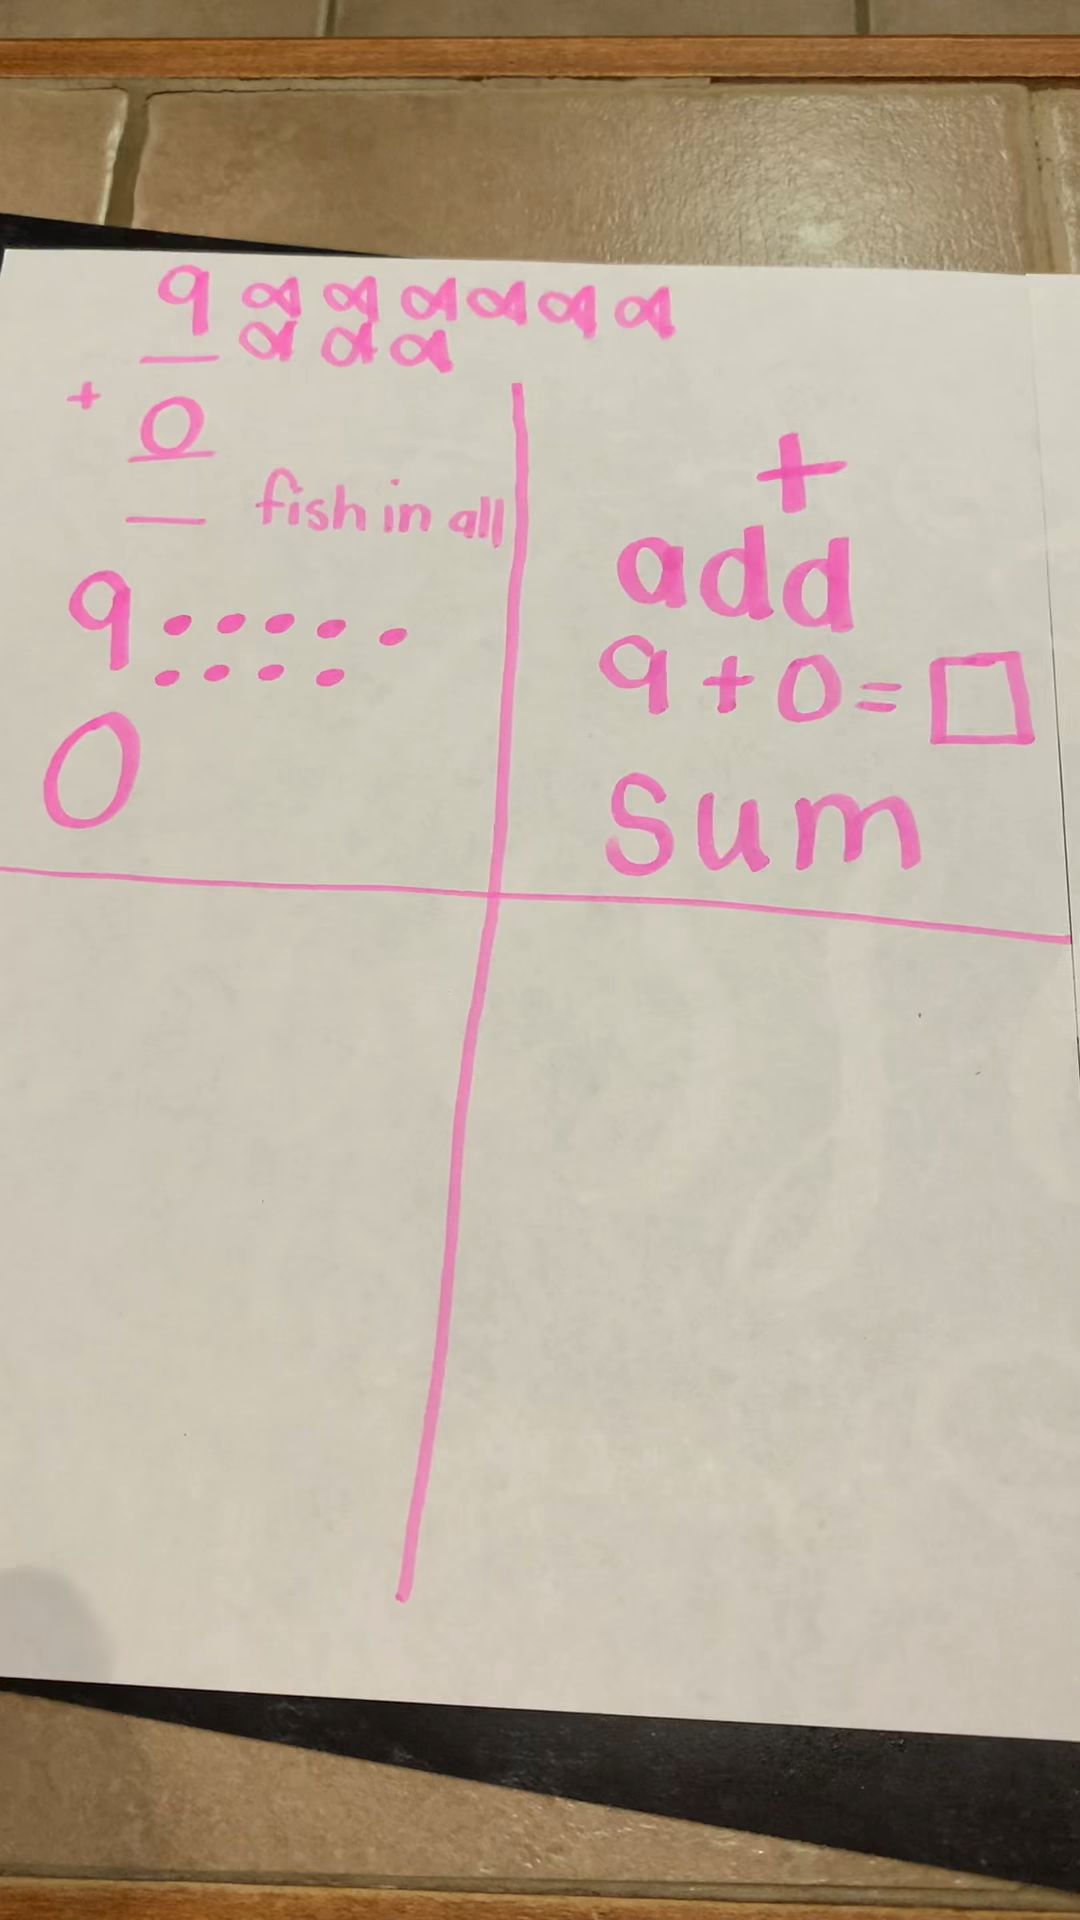 9
+ 0
fish in all
9
0
+
add
9 + 0 = □
sum